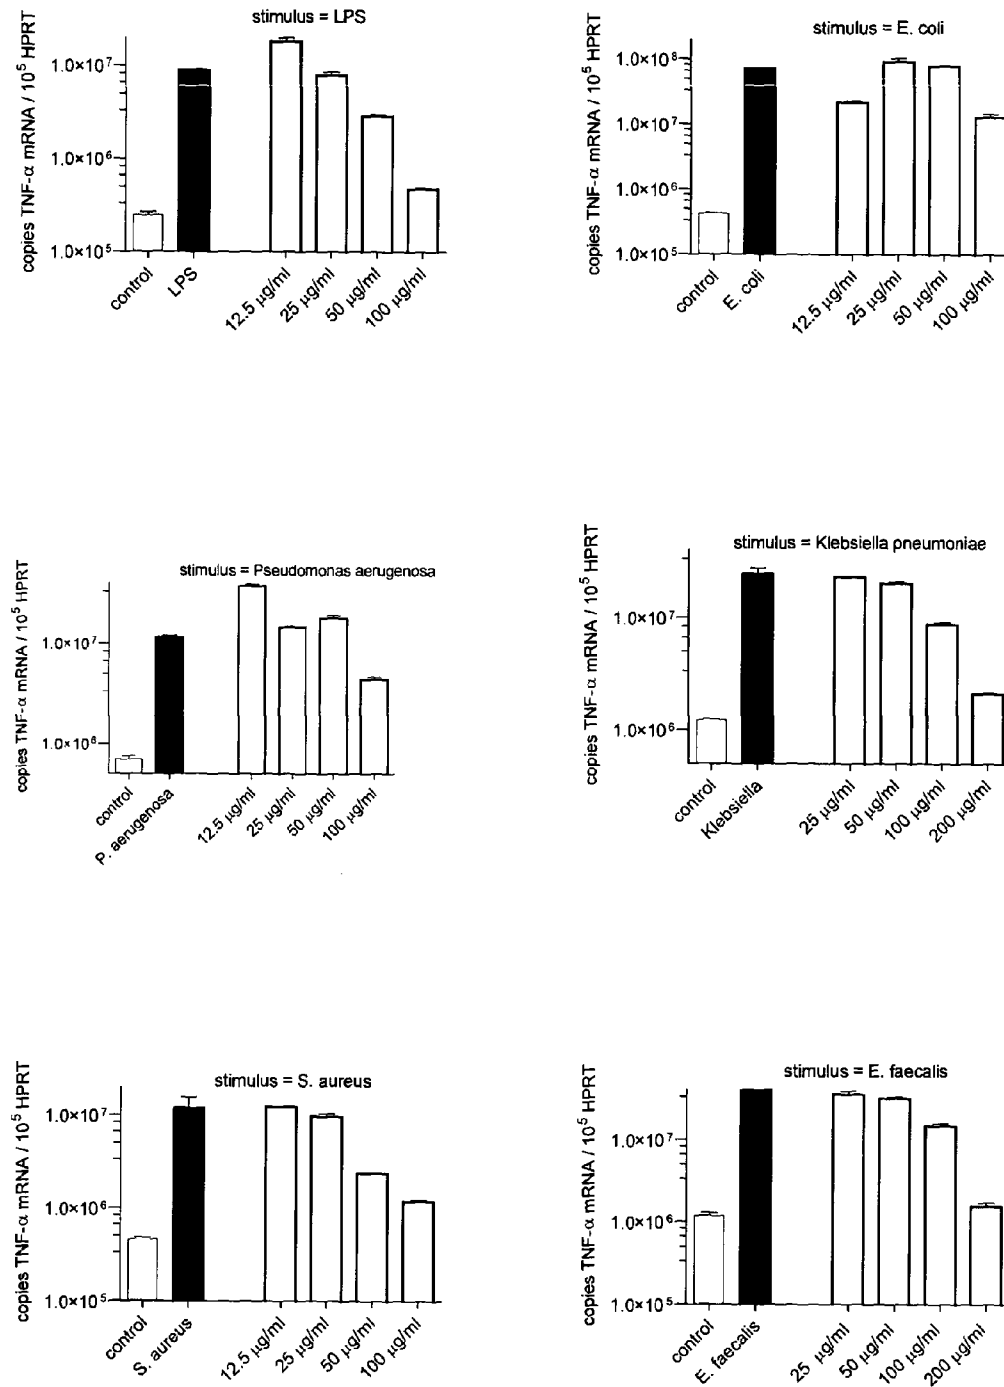 stimulus = LPS
copies TNF-α mRNA / 10⁵ HPRT
1.0×10⁷
1.0×10⁶
1.0×10⁵
control
LPS
12.5 µg/ml
25 µg/ml
50 µg/ml
100 µg/ml
stimulus = E. coli
copies TNF-α mRNA / 10⁵ HPRT
1.0×10⁸
1.0×10⁷
1.0×10⁶
1.0×10⁵
control
E. coli
12.5 µg/ml
25 µg/ml
50 µg/ml
100 µg/ml
stimulus = Pseudomonas aerugenosa
copies TNF-α mRNA / 10⁵ HPRT
1.0×10⁷
1.0×10⁶
control
P. aerugenosa
12.5 µg/ml
25 µg/ml
50 µg/ml
100 µg/ml
stimulus = Klebsiella pneumoniae
copies TNF-α mRNA / 10⁵ HPRT
1.0×10⁷
1.0×10⁶
control
Klebsiella
25 µg/ml
50 µg/ml
100 µg/ml
200 µg/ml
stimulus = S. aureus
copies TNF-α mRNA / 10⁵ HPRT
1.0×10⁷
1.0×10⁶
1.0×10⁵
control
S. aureus
12.5 µg/ml
25 µg/ml
50 µg/ml
100 µg/ml
stimulus = E. faecalis
copies TNF-α mRNA / 10⁵ HPRT
1.0×10⁷
1.0×10⁶
1.0×10⁵
control
E. faecalis
25 µg/ml
50 µg/ml
100 µg/ml
200 µg/ml